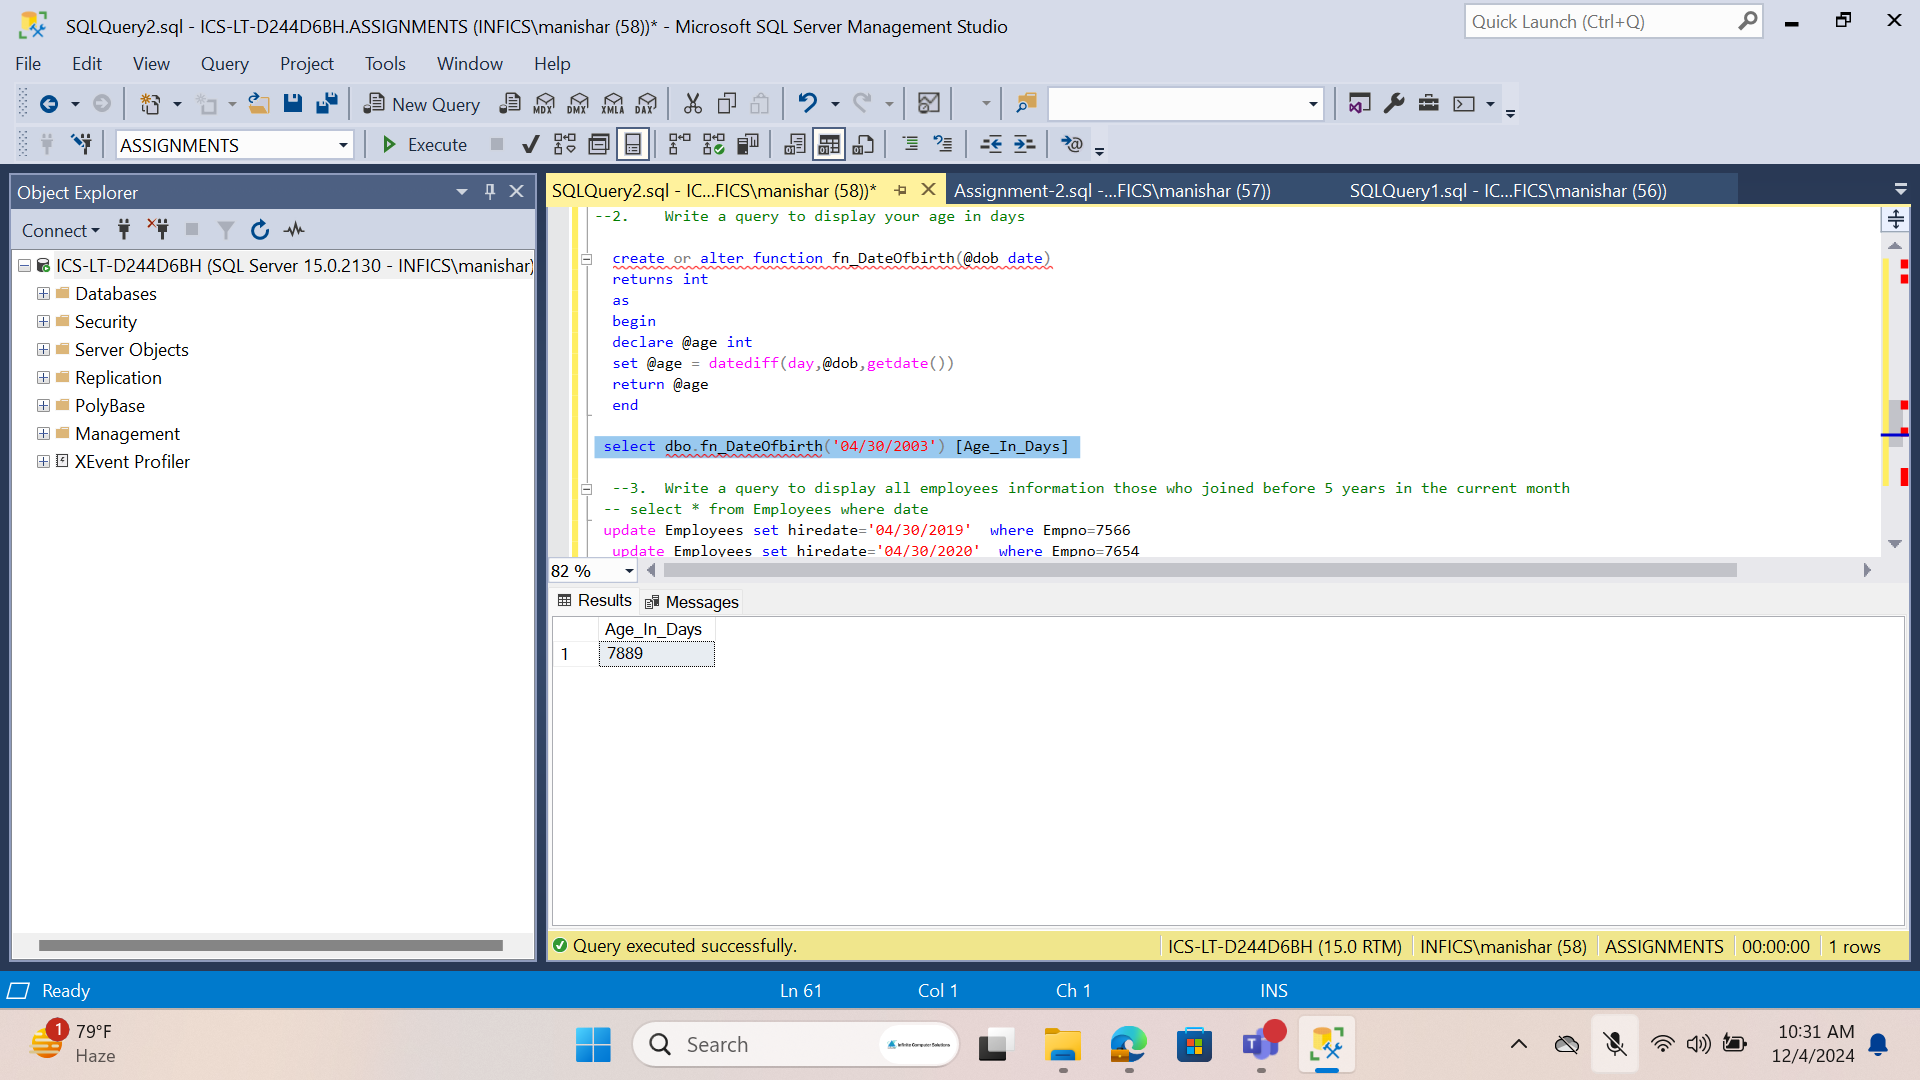 SQLQuery2.sql - ICS-LT-D244D6BH.ASSIGNMENTS (INFICS\manishar (58))* - Microsoft SQL Server Management Studio
Quick Launch (Ctrl+Q)
File Edit View Query Project Tools Window Help
New Query MDX DMX XMLA DAX
ASSIGNMENTS Execute
Object Explorer
Connect
ICS-LT-D244D6BH (SQL Server 15.0.2130 - INFICS\manishar)
Databases
Security
Server Objects
Replication
PolyBase
Management
XEvent Profiler
SQLQuery2.sql - IC...FICS\manishar (58))* Assignment-2.sql -...FICS\manishar (57)) SQLQuery1.sql - IC...FICS\manishar (56))
--2. Write a query to display your age in days
create or alter function fn_DateOfbirth(@dob date)
returns int
as
begin
declare @age int
set @age = datediff(day,@dob,getdate())
return @age
end
select dbo.fn_DateOfbirth('04/30/2003') [Age_In_Days]
--3. Write a query to display all employees information those who joined before 5 years in the current month
-- select * from Employees where date
update Employees set hiredate='04/30/2019' where Empno=7566
update Employees set hiredate='04/30/2020' where Empno=7654
82 %
Results Messages
Age_In_Days
1 7889
Query executed successfully. ICS-LT-D244D6BH (15.0 RTM) INFICS\manishar (58) ASSIGNMENTS 00:00:00 1 rows
Ready Ln 61 Col 1 Ch 1 INS
1 79°F
Haze
Search Infinite Computer Solutions
10:31 AM
12/4/2024